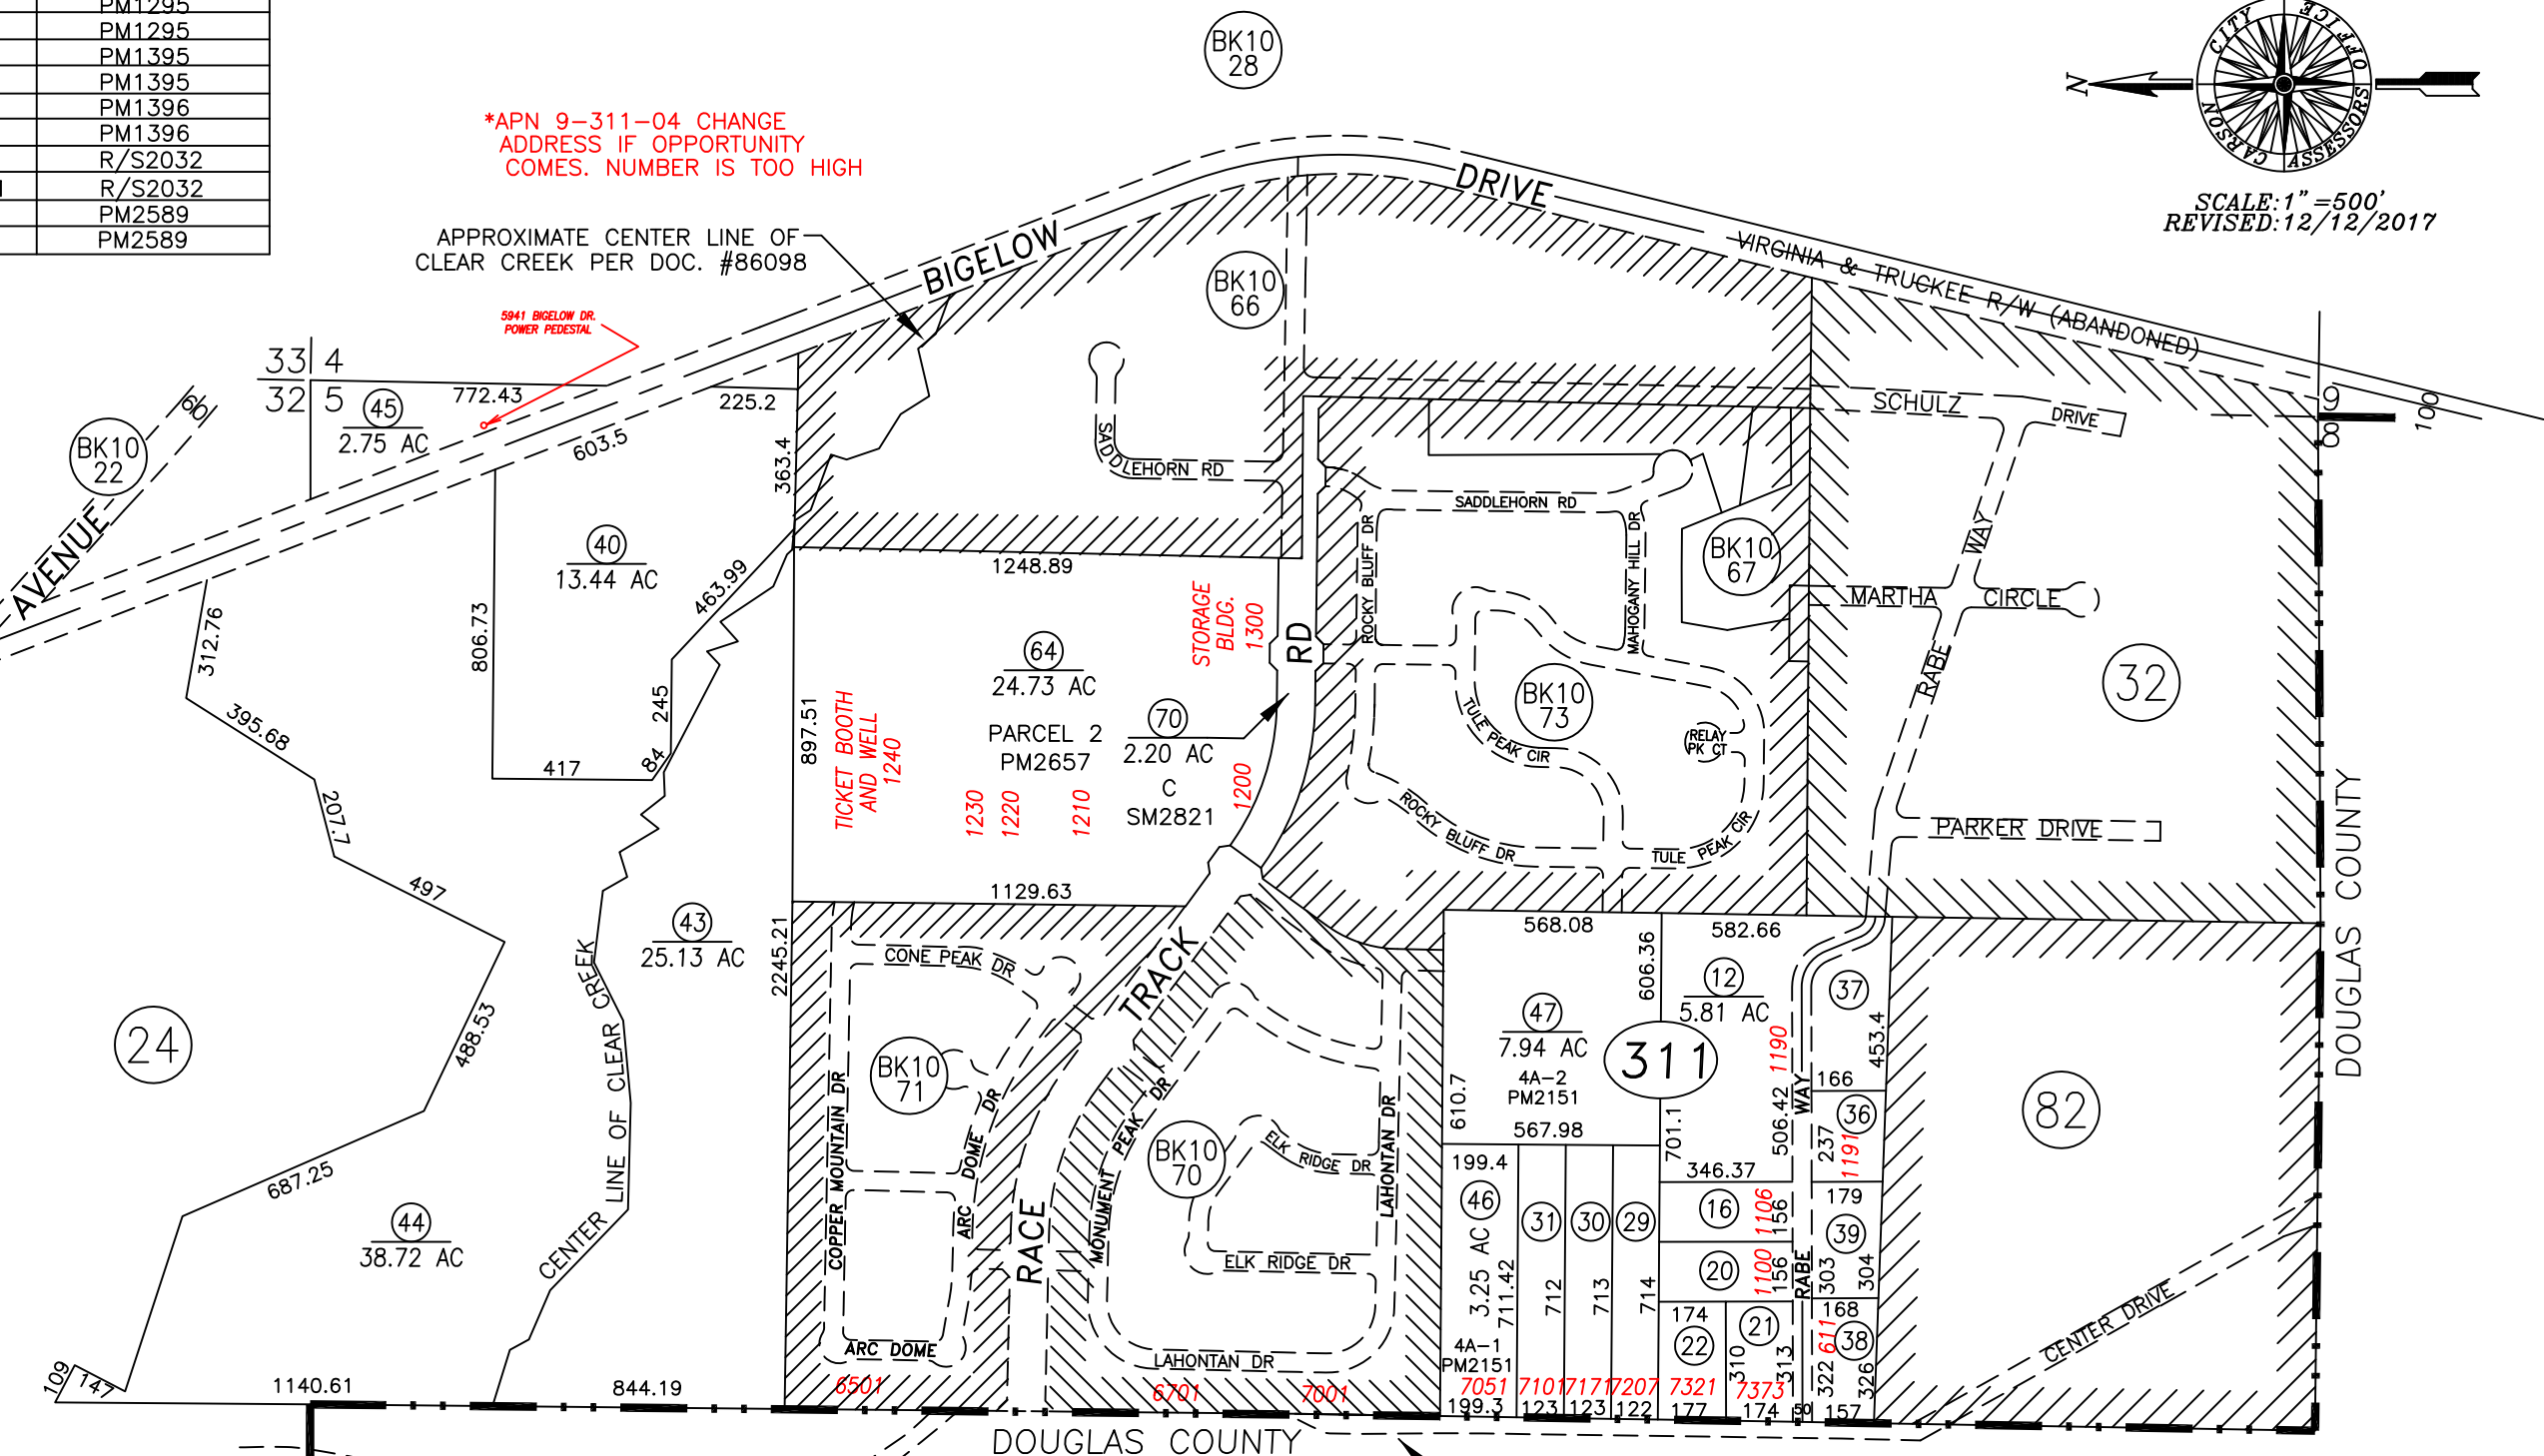 PM1295
PM1295
PM1395
PM1395
PM1396
PM1396
R/S2032
R/S2032
PM2589
PM2589
*APN 9-311-04 CHANGE
ADDRESS IF OPPORTUNITY
COMES. NUMBER IS TOO HIGH
APPROXIMATE CENTER LINE OF
CLEAR CREEK PER DOC. #86098
5941 BIGELOW DR.
POWER PEDESTAL
BK10
28
CITY
OFFICE
CARSON
ASSESSORS
N
SCALE:1"=500'
REVISED:12/12/2017
BIGELOW
DRIVE
VIRGINIA & TRUCKEE R/W (ABANDONED)
BK10
66
33 4
32 5
45
2.75 AC
772.43
225.2
603.5
363.4
60
BK10
22
AVENUE
9
8
100
SCHULZ
DRIVE
SADDLEHORN RD
SADDLEHORN RD
40
13.44 AC
806.73
463.99
245
84
417
312.76
395.68
207.7
497
488.53
687.25
24
43
25.13 AC
44
38.72 AC
CENTER LINE OF CLEAR CREEK
109
147
1140.61
844.19
1248.89
897.51
64
24.73 AC
PARCEL 2
PM2657
70
2.20 AC
C
SM2821
STORAGE
BLDG.
1300
TICKET BOOTH
AND WELL
1240
1230
1220
1210
1200
1129.63
2245.21
RD
TRACK
RACE
ROCKY BLUFF DR
MAHOGANY HILL DR
BK10
67
BK10
73
TULE PEAK CIR
RELAY
PK CT
ROCKY BLUFF DR
TULE PEAK CIR
MARTHA CIRCLE
RABE WAY
PARKER DRIVE
32
DOUGLAS COUNTY
CONE PEAK DR
BK10
71
COPPER MOUNTAIN DR
ARC DOME DR
ARC DOME
6501
MONUMENT PEAK DR
BK10
70
ELK RIDGE DR
ELK RIDGE DR
LAHONTAN DR
LAHONTAN DR
6701
7001
568.08
582.66
606.36
47
7.94 AC
4A-2
PM2151
610.7
567.98
311
12
5.81 AC
1190
701.1
506.42
346.37
RABE WAY
37
453.4
166
36
237
1191
179
39
303
304
168
611
38
322
326
157
199.4
46
3.25 AC
711.42
4A-1
PM2151
7051
199.3
31
712
7101
123
30
713
7171
123
29
714
7207
122
16
1106
156
20
1100
156
174
22
310
7321
177
21
313
7373
174
50
82
CENTER DRIVE
DOUGLAS COUNTY